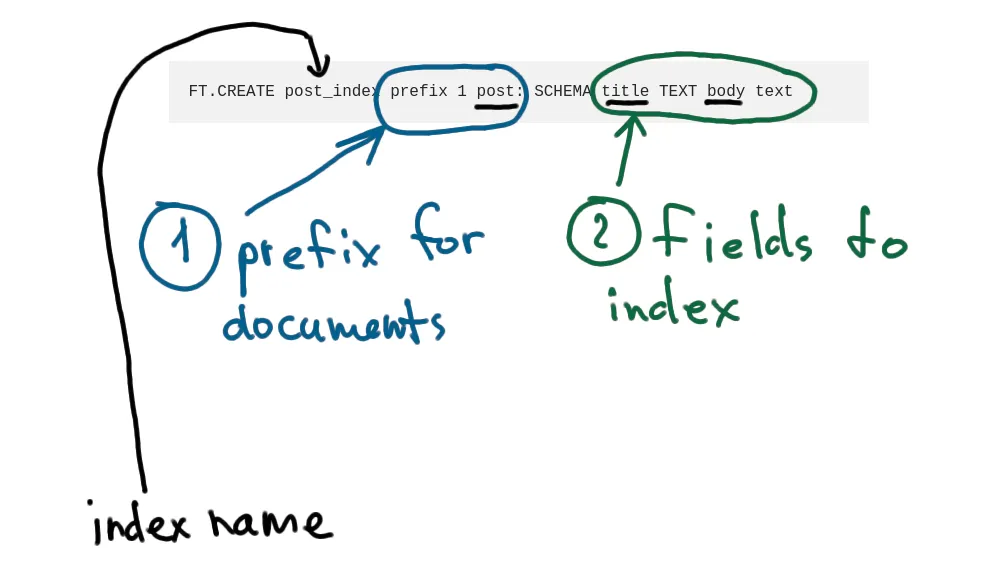 FT.CREATE post_index prefix 1 post: SCHEMA title TEXT body text
1 prefix for
documents
2 fields to
index
index name